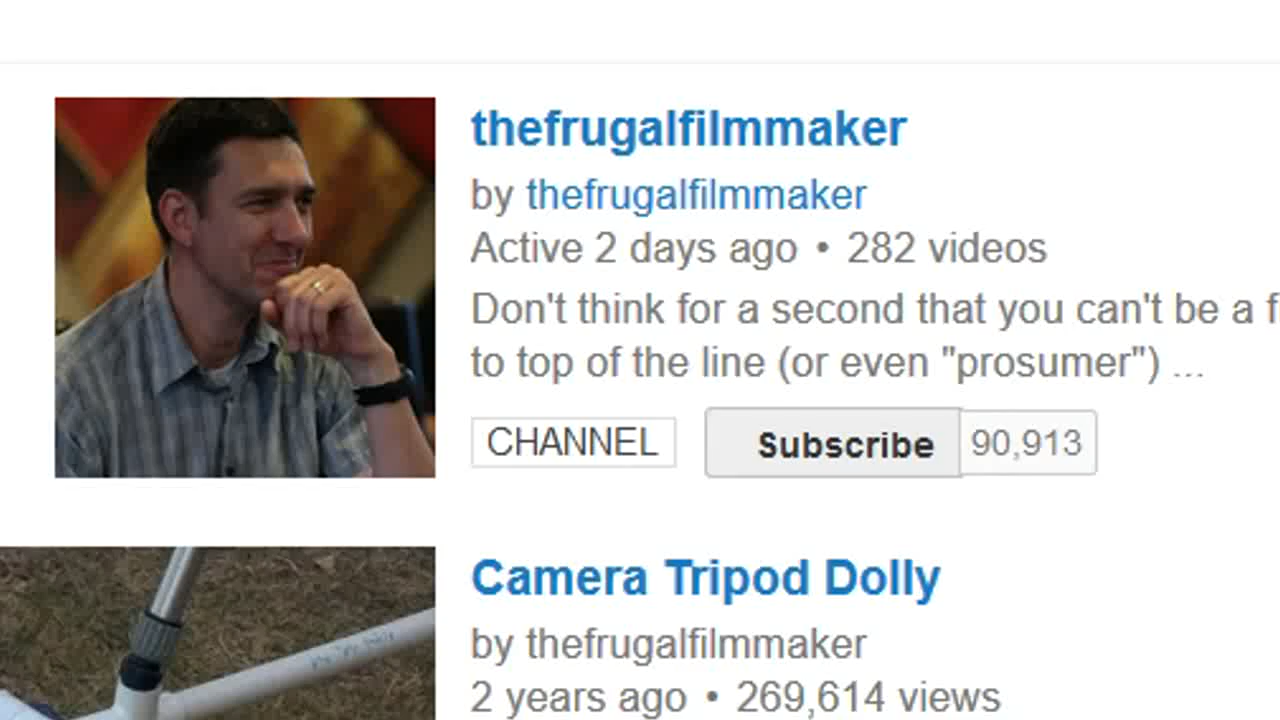 thefrugalfilmmaker
by thefrugalfilmmaker
Active 2 days ago • 282 videos
Don't think for a second that you can't be a f
to top of the line (or even "prosumer") ...
CHANNEL Subscribe 90,913
Camera Tripod Dolly
by thefrugalfilmmaker
2 years ago • 269,614 views